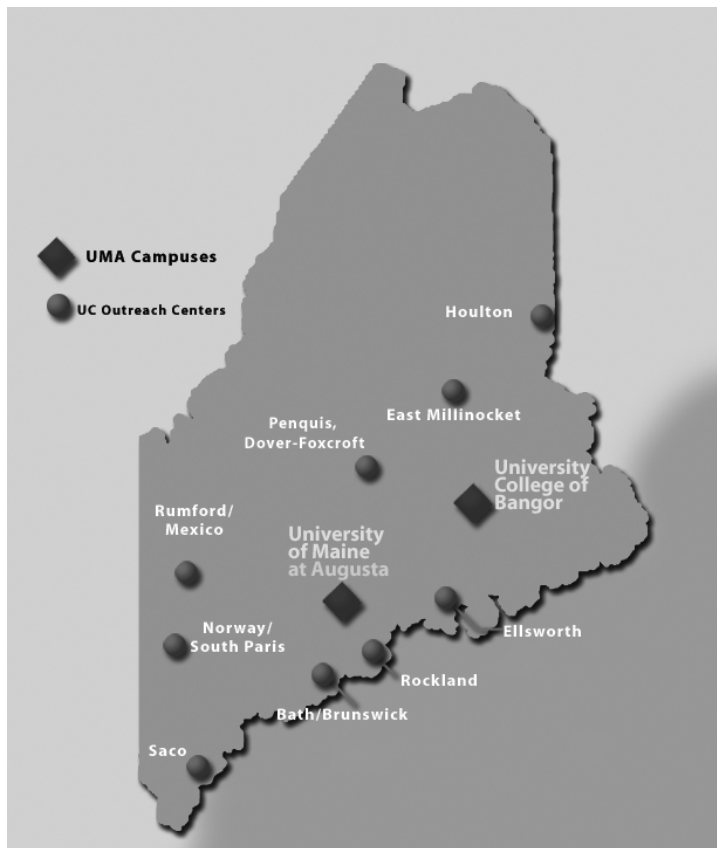 UMA Campuses
UC Outreach Centers
Houlton
East Millinocket
Penquis,
Dover-Foxcroft
University
College of
Bangor
Rumford/
Mexico
University
of Maine
at Augusta
Norway/
South Paris
Ellsworth
Rockland
Bath/Brunswick
Saco